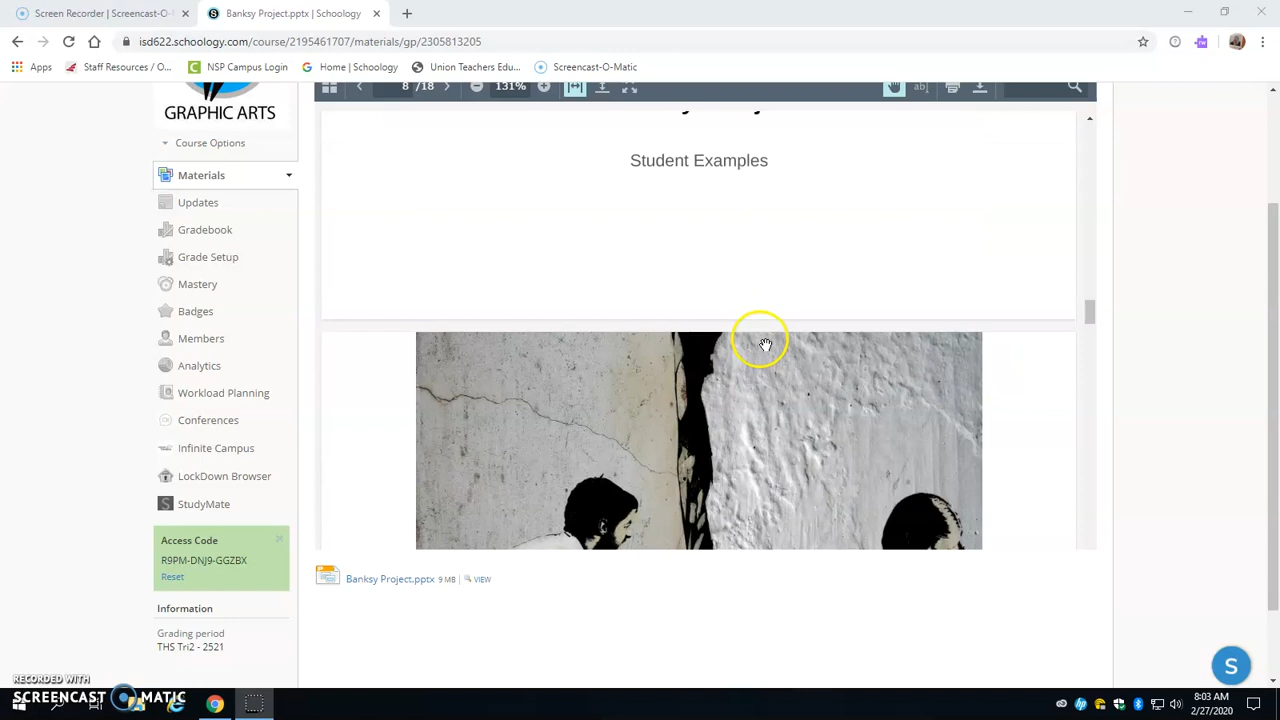 Screen Recorder | Screencast-O-
Banksy Project.pptx | Schoology
isd622.schoology.com/course/2195461707/materials/gp/2305813205
Apps
Staff Resources / O...
NSP Campus Login
Home | Schoology
Union Teachers Edu...
Screencast-O-Matic
8 /18
131%
GRAPHIC ARTS
Course Options
Student Examples
Materials
Updates
Gradebook
Grade Setup
Mastery
Badges
Members
Analytics
Workload Planning
Conferences
Infinite Campus
LockDown Browser
StudyMate
Access Code
R9PM-DNJ9-GGZBX
Reset
Banksy Project.pptx 9 MB | VIEW
Information
Grading period
THS Tri2 - 2521
S
RECORDED WITH
SCREENCAST MATIC
8:03 AM
2/27/2020